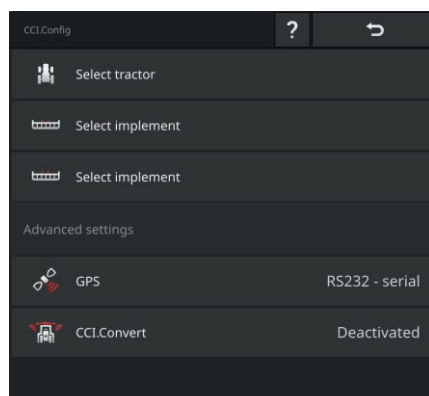 CCI.Config
?
Select tractor
Select implement
Select implement
Advanced settings
GPS RS232 - serial
CCI.Convert Deactivated